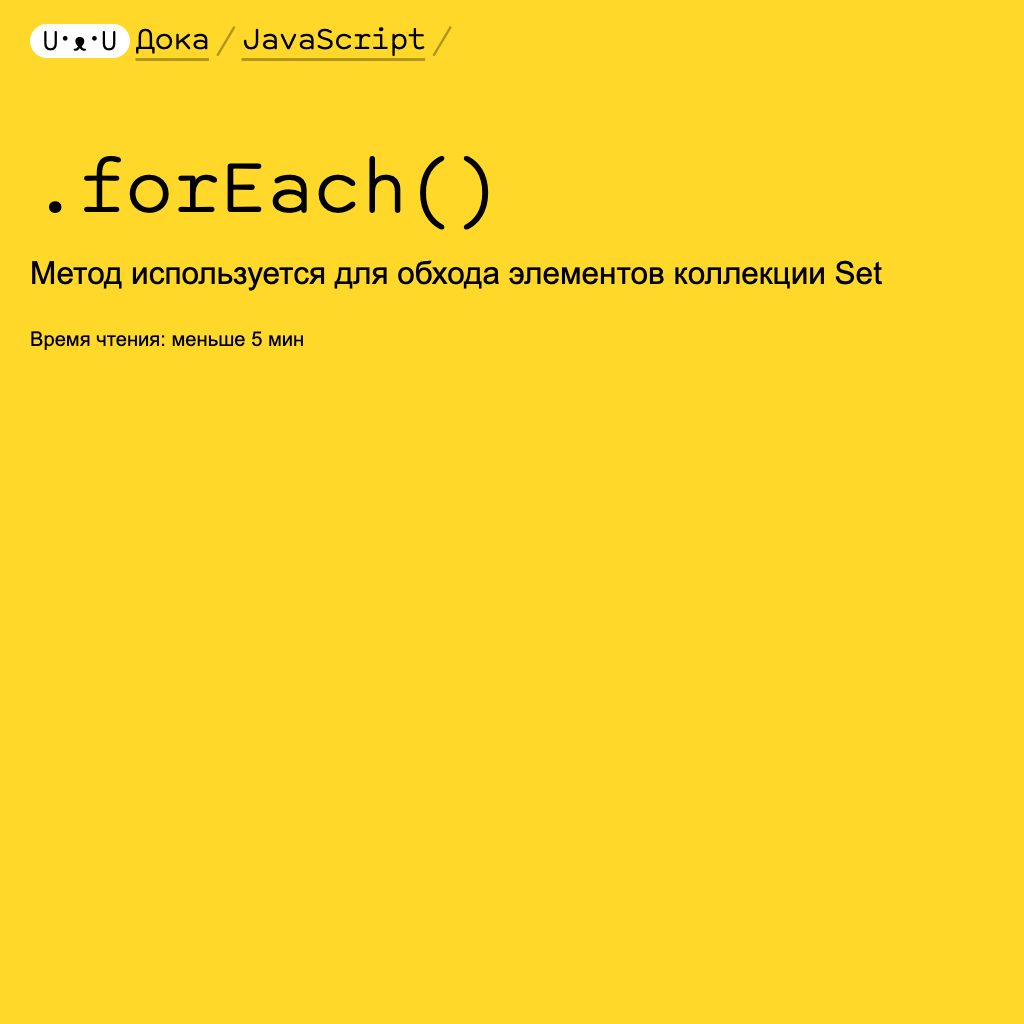 U·ᴥ·U Дока / JavaScript /
.forEach()
Метод используется для обхода элементов коллекции Set
Время чтения: меньше 5 мин